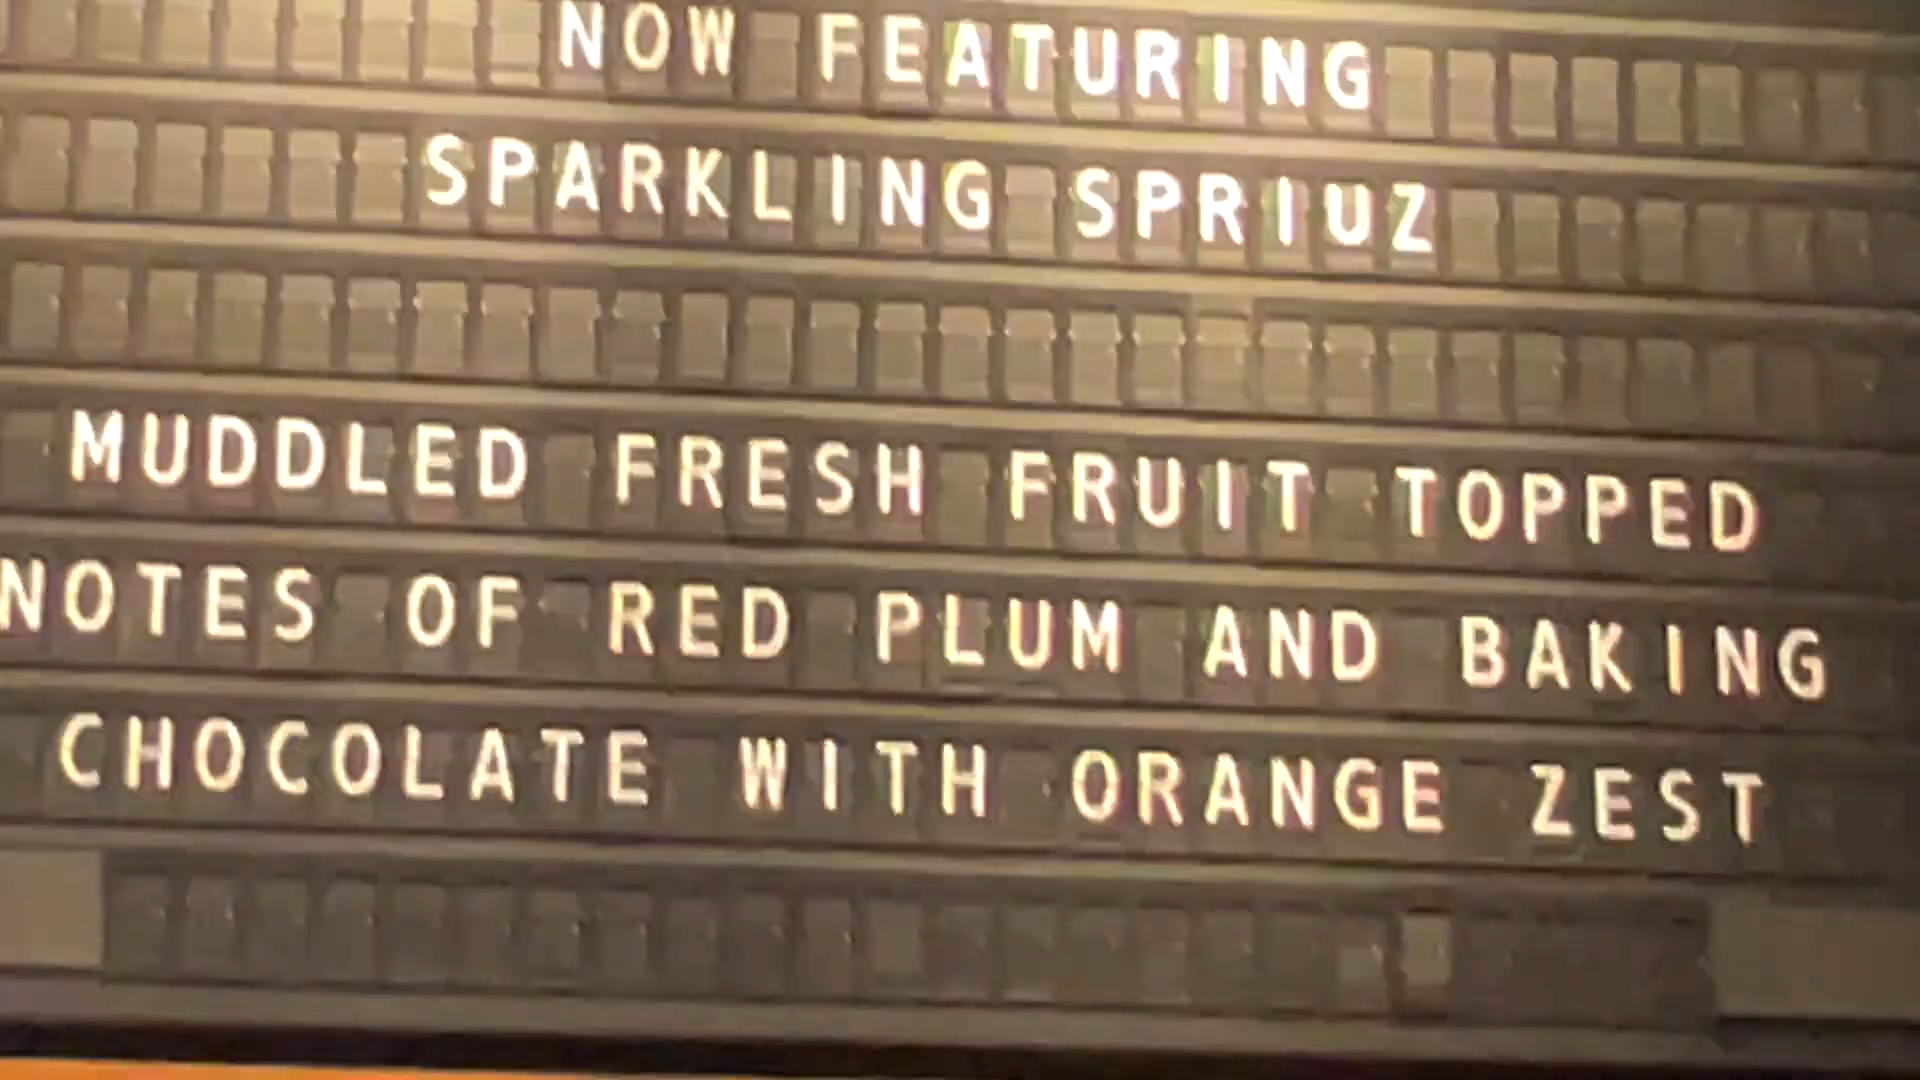 NOW FEATURING
SPARKLING SPRIUZ
MUDDLED FRESH FRUIT TOPPED
NOTES OF RED PLUM AND BAKING
CHOCOLATE WITH ORANGE ZEST